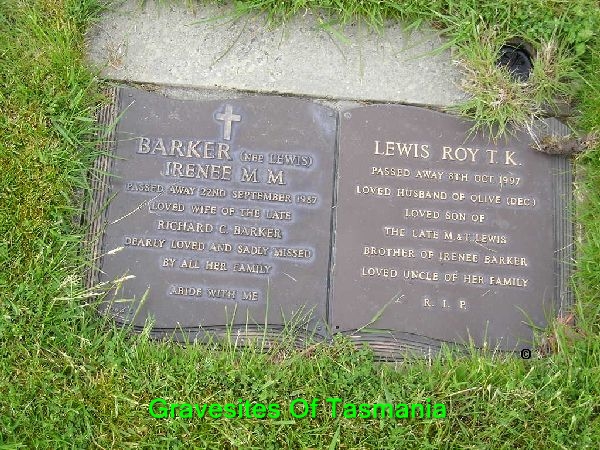 BARKER (NEE LEWIS)
IRENEE M M
PASSED AWAY 22ND SEPTEMBER 1987
LOVED WIFE OF THE LATE
RICHARD C. BARKER
DEARLY LOVED AND SADLY MISSED
BY ALL HER FAMILY
ABIDE WITH ME
LEWIS ROY T. K.
PASSED AWAY 8TH OCT 1997
LOVED HUSBAND OF OLIVE (DEC)
LOVED SON OF
THE LATE M & T. LEWIS
BROTHER OF IRENEE BARKER
LOVED UNCLE OF HER FAMILY
R. I. P.
Gravesites Of Tasmania